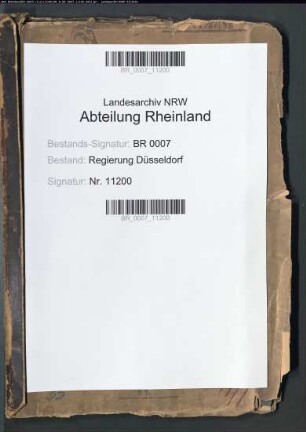 BR_0007_11200
Landesarchiv NRW
Abteilung Rheinland
Bestands-Signatur: BR 0007
Bestand: Regierung Düsseldorf
Signatur: Nr. 11200
BR_0007_11200